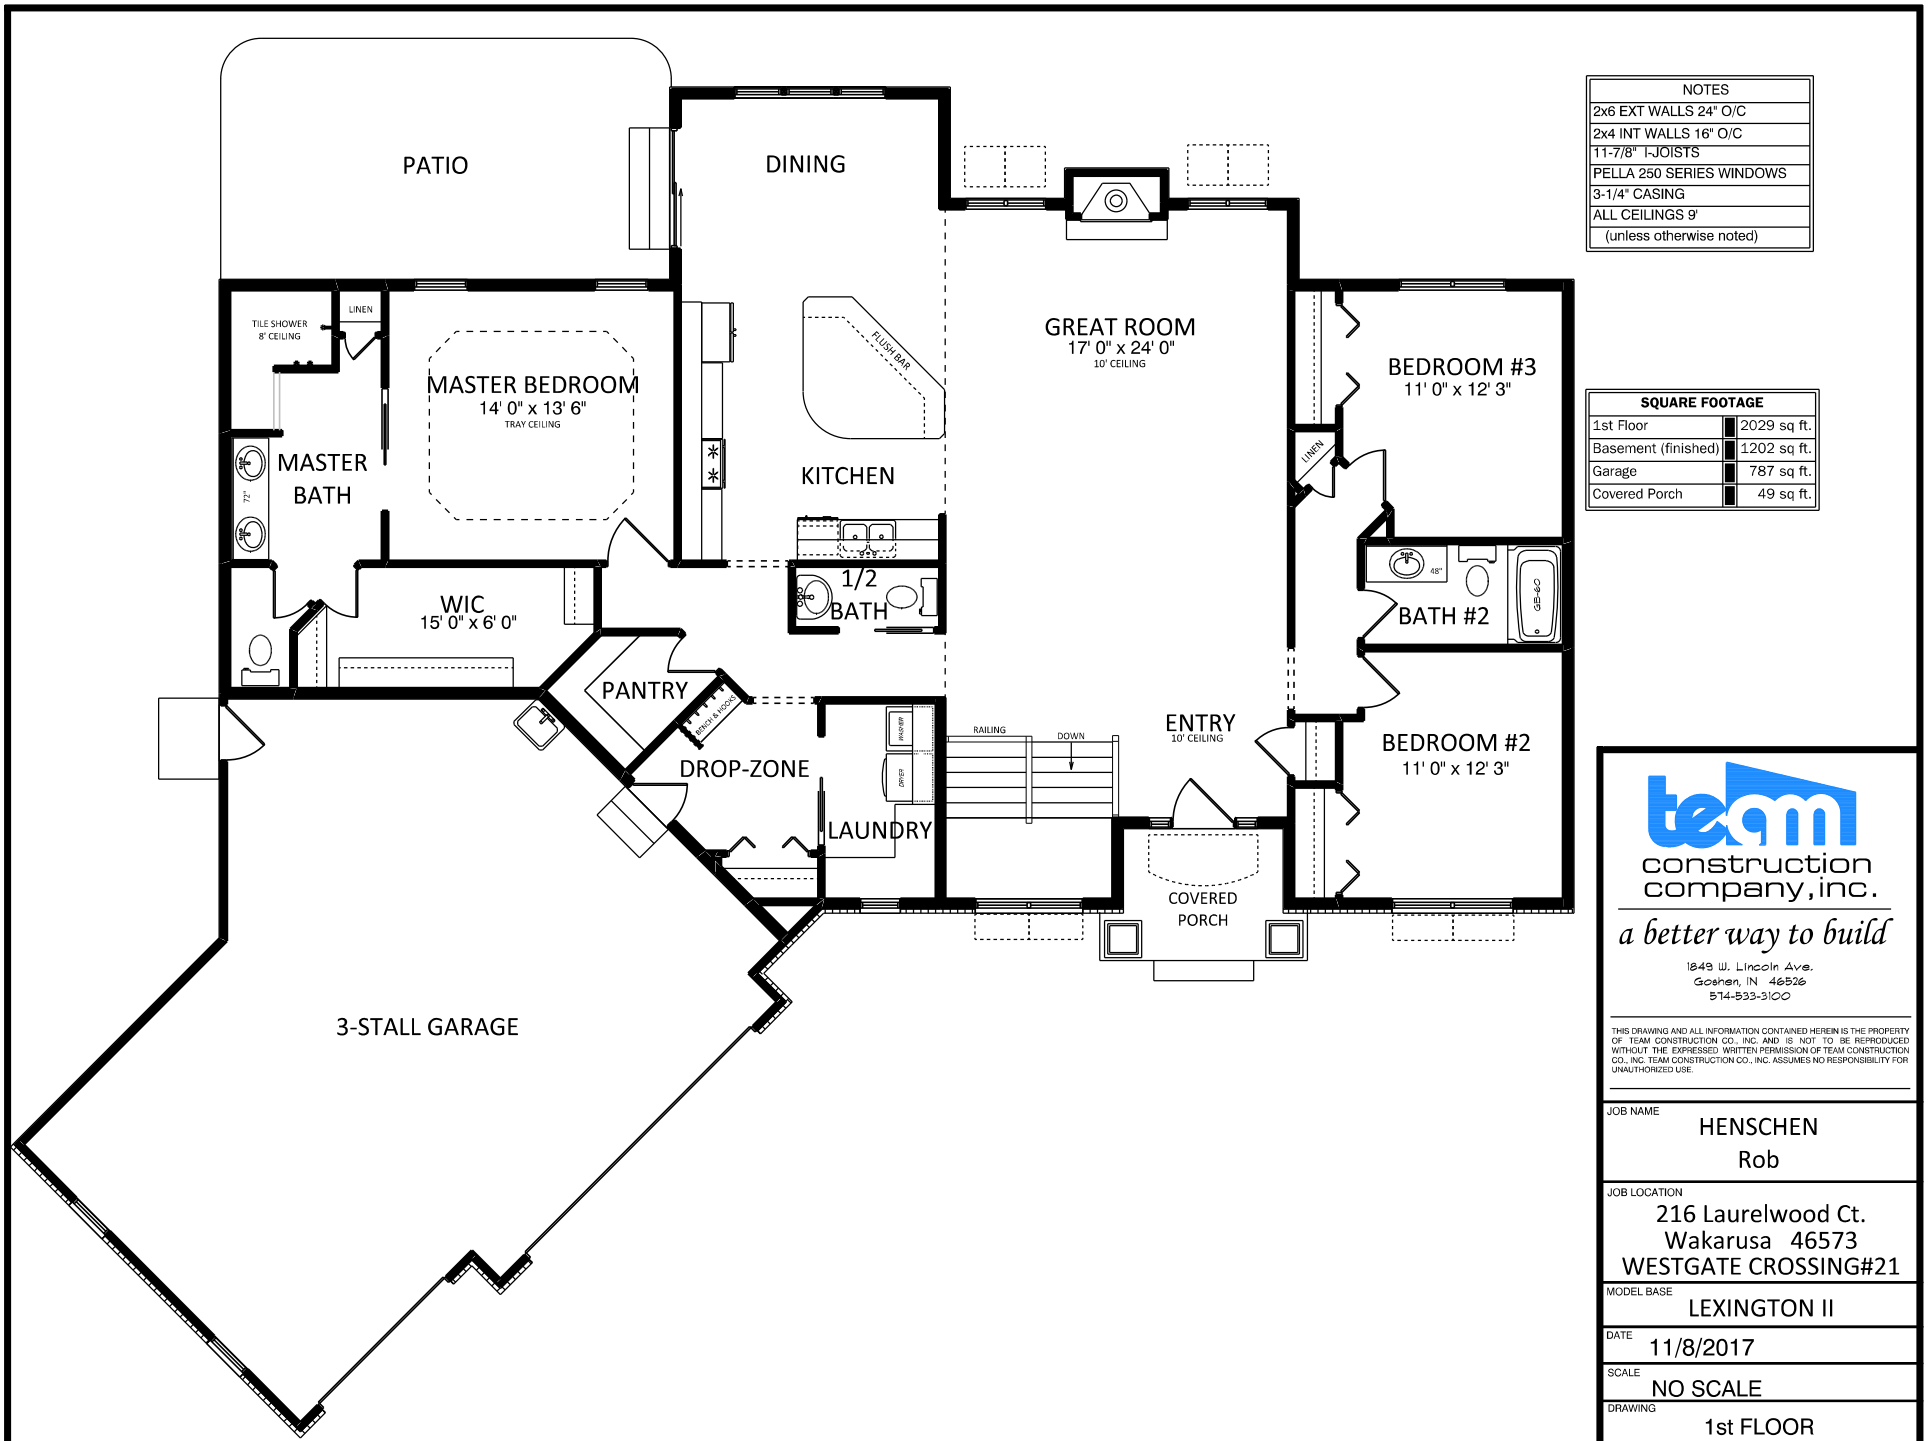 PATIO
DINING
TILE SHOWER
8' CEILING
LINEN
MASTER BEDROOM
14' 0" x 13' 6"
TRAY CEILING
MASTER
BATH
72"
FLUSH BAR
KITCHEN
GREAT ROOM
17' 0" x 24' 0"
10' CEILING
BEDROOM #3
11' 0" x 12' 3"
LINEN
WIC
15' 0" x 6' 0"
1/2
BATH
48"
GB-60
BATH #2
PANTRY
BENCH & HOOKS
DROP-ZONE
WASHER
DRYER
LAUNDRY
RAILING
DOWN
ENTRY
10' CEILING
BEDROOM #2
11' 0" x 12' 3"
COVERED
PORCH
3-STALL GARAGE
NOTES
2x6 EXT WALLS 24" O/C
2x4 INT WALLS 16" O/C
11-7/8" I-JOISTS
PELLA 250 SERIES WINDOWS
3-1/4" CASING
ALL CEILINGS 9'
(unless otherwise noted)
SQUARE FOOTAGE
1st Floor 2029 sq ft.
Basement (finished) 1202 sq ft.
Garage 787 sq ft.
Covered Porch 49 sq ft.
team
construction
company,inc.
a better way to build
1849 W. Lincoln Ave.
Goshen, IN 46526
574-533-3100
THIS DRAWING AND ALL INFORMATION CONTAINED HEREIN IS THE PROPERTY
OF TEAM CONSTRUCTION CO., INC. AND IS NOT TO BE REPRODUCED
WITHOUT THE EXPRESSED WRITTEN PERMISSION OF TEAM CONSTRUCTION
CO., INC. TEAM CONSTRUCTION CO., INC. ASSUMES NO RESPONSIBILITY FOR
UNAUTHORIZED USE.
JOB NAME
HENSCHEN
Rob
JOB LOCATION
216 Laurelwood Ct.
Wakarusa 46573
WESTGATE CROSSING#21
MODEL BASE
LEXINGTON II
DATE
11/8/2017
SCALE
NO SCALE
DRAWING
1st FLOOR